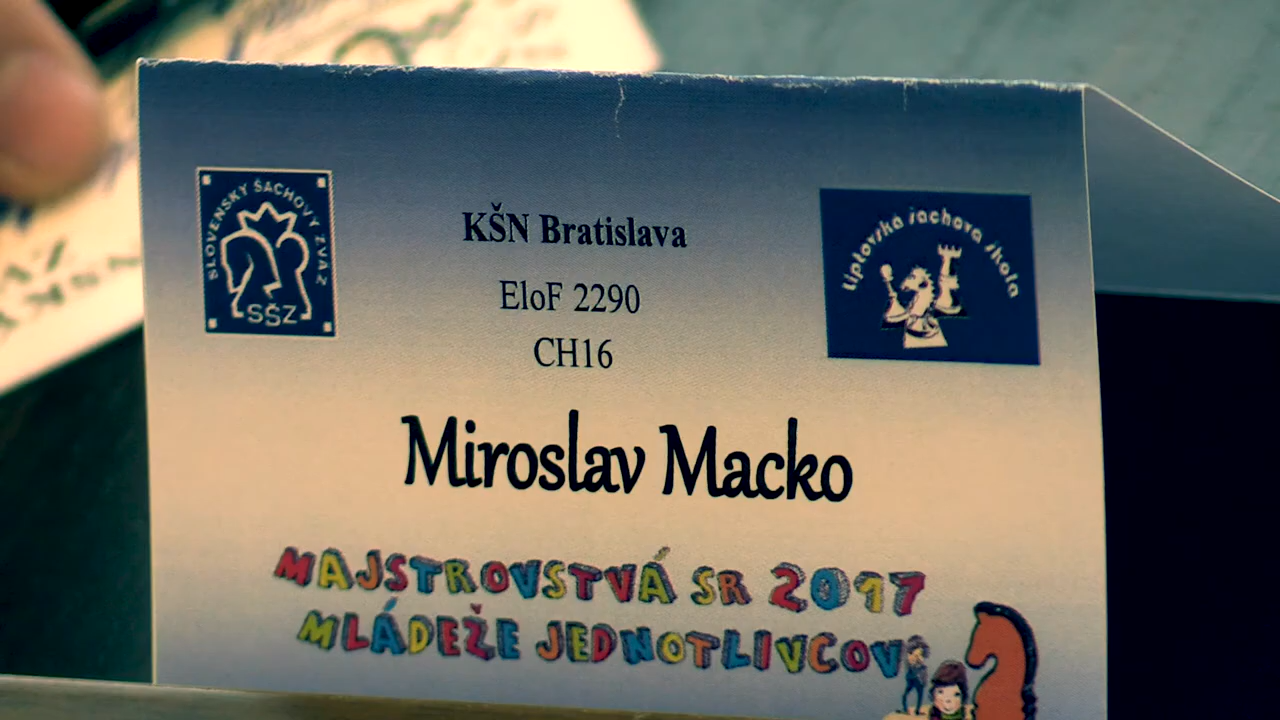 SLOVENSKÝ ŠACHOVÝ ZVÄZ
SŠZ
KŠN Bratislava
EloF 2290
CH16
Liptovská šachová škola
Miroslav Macko
MAJSTROVSTVÁ SR 2017
MLÁDEŽE JEDNOTLIVCOV